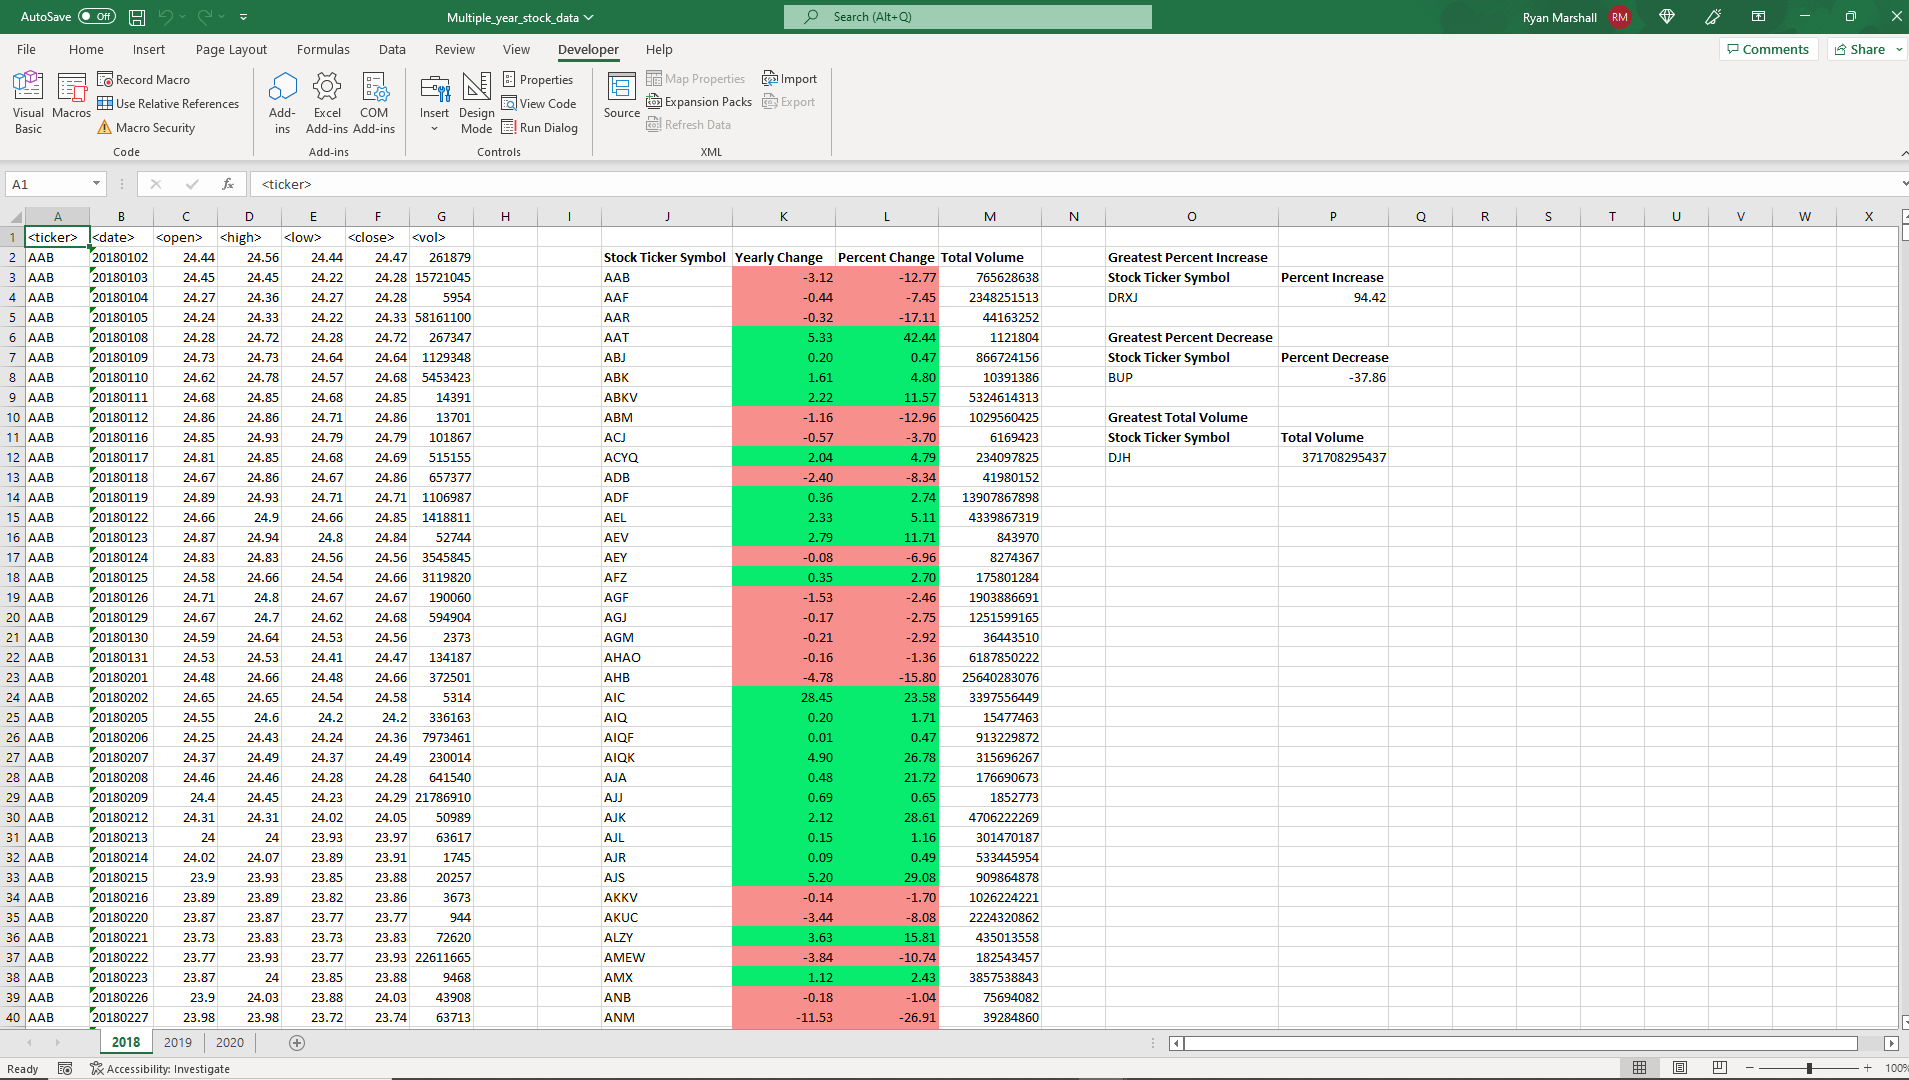 AutoSave Off Multiple_year_stock_data Search (Alt+Q) Ryan Marshall RM
File Home Insert Page Layout Formulas Data Review View Developer Help Comments Share
Visual Basic Macros Record Macro Use Relative References Macro Security Code
Add-ins Excel Add-ins COM Add-ins Add-ins
Insert Design Mode Properties View Code Run Dialog Controls
Source Map Properties Expansion Packs Refresh Data Import Export XML
A1 fx <ticker>
A B C D E F G H I J K L M N O P Q R S T U V W X
1 <ticker> <date> <open> <high> <low> <close> <vol>
2 AAB 20180102 24.44 24.56 24.44 24.47 261879 Stock Ticker Symbol Yearly Change Percent Change Total Volume Greatest Percent Increase
3 AAB 20180103 24.45 24.45 24.22 24.28 15721045 AAB -3.12 -12.77 765628638 Stock Ticker Symbol Percent Increase
4 AAB 20180104 24.27 24.36 24.27 24.28 5954 AAF -0.44 -7.45 2348251513 DRXJ 94.42
5 AAB 20180105 24.24 24.33 24.22 24.33 58161100 AAR -0.32 -17.11 44163252
6 AAB 20180108 24.28 24.72 24.28 24.72 267347 AAT 5.33 42.44 1121804 Greatest Percent Decrease
7 AAB 20180109 24.73 24.73 24.64 24.64 1129348 ABJ 0.20 0.47 866724156 Stock Ticker Symbol Percent Decrease
8 AAB 20180110 24.62 24.78 24.57 24.68 5453423 ABK 1.61 4.80 10391386 BUP -37.86
9 AAB 20180111 24.68 24.85 24.68 24.85 14391 ABKV 2.22 11.57 5324614313
10 AAB 20180112 24.86 24.86 24.71 24.86 13701 ABM -1.16 -12.96 1029560425 Greatest Total Volume
11 AAB 20180116 24.85 24.93 24.79 24.79 101867 ACJ -0.57 -3.70 6169423 Stock Ticker Symbol Total Volume
12 AAB 20180117 24.81 24.85 24.68 24.69 515155 ACYQ 2.04 4.79 234097825 DJH 371708295437
13 AAB 20180118 24.67 24.86 24.67 24.86 657377 ADB -2.40 -8.34 41980152
14 AAB 20180119 24.89 24.93 24.71 24.71 1106987 ADF 0.36 2.74 13907867898
15 AAB 20180122 24.66 24.9 24.66 24.85 1418811 AEL 2.33 5.11 4339867319
16 AAB 20180123 24.87 24.94 24.8 24.84 52744 AEV 2.79 11.71 843970
17 AAB 20180124 24.83 24.83 24.56 24.56 3545845 AEY -0.08 -6.96 8274367
18 AAB 20180125 24.58 24.66 24.54 24.66 3119820 AFZ 0.35 2.70 175801284
19 AAB 20180126 24.71 24.8 24.67 24.67 190060 AGF -1.53 -2.46 1903886691
20 AAB 20180129 24.67 24.7 24.62 24.68 594904 AGJ -0.17 -2.75 1251599165
21 AAB 20180130 24.59 24.64 24.53 24.56 2373 AGM -0.21 -2.92 36443510
22 AAB 20180131 24.53 24.53 24.41 24.47 134187 AHAO -0.16 -1.36 6187850222
23 AAB 20180201 24.48 24.66 24.48 24.66 372501 AHB -4.78 -15.80 25640283076
24 AAB 20180202 24.65 24.65 24.54 24.58 5314 AIC 28.45 23.58 3397556449
25 AAB 20180205 24.55 24.6 24.2 24.2 336163 AIQ 0.20 1.71 15477463
26 AAB 20180206 24.25 24.43 24.24 24.36 7973461 AIQF 0.01 0.47 913229872
27 AAB 20180207 24.37 24.49 24.37 24.49 230014 AIQK 4.90 26.78 315696267
28 AAB 20180208 24.46 24.46 24.28 24.28 641540 AJA 0.48 21.72 176690673
29 AAB 20180209 24.4 24.45 24.23 24.29 21786910 AJJ 0.69 0.65 1852773
30 AAB 20180212 24.31 24.31 24.02 24.05 50989 AJK 2.12 28.61 4706222269
31 AAB 20180213 24 24 23.93 23.97 63617 AJL 0.15 1.16 301470187
32 AAB 20180214 24.02 24.07 23.89 23.91 1745 AJR 0.09 0.49 533445954
33 AAB 20180215 23.9 23.93 23.85 23.88 20257 AJS 5.20 29.08 909864878
34 AAB 20180216 23.89 23.89 23.82 23.86 3673 AKKV -0.14 -1.70 1026224221
35 AAB 20180220 23.87 23.87 23.77 23.77 944 AKUC -3.44 -8.08 2224320862
36 AAB 20180221 23.73 23.83 23.73 23.83 72620 ALZY 3.63 15.81 435013558
37 AAB 20180222 23.77 23.93 23.77 23.93 22611665 AMEW -3.84 -10.74 182543457
38 AAB 20180223 23.87 24 23.85 23.88 9468 AMX 1.12 2.43 3857538843
39 AAB 20180226 23.9 24.03 23.88 24.03 43908 ANB -0.18 -1.04 75694082
40 AAB 20180227 23.98 23.98 23.72 23.74 63713 ANM -11.53 -26.91 39284860
2018 2019 2020
Ready Accessibility: Investigate 100%